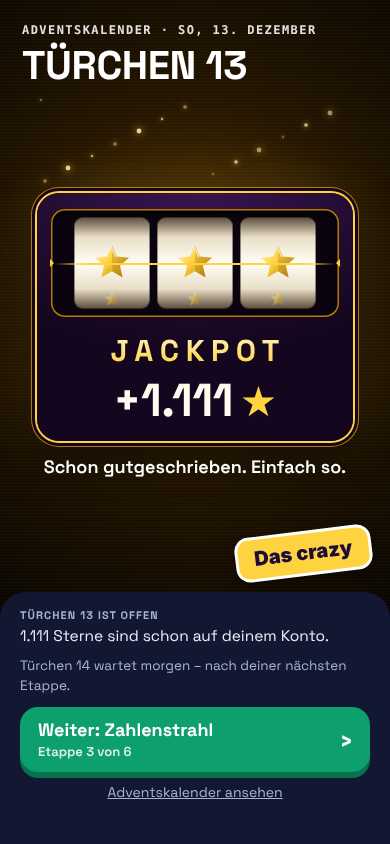 ADVENTSKALENDER · SO, 13. DEZEMBER
TÜRCHEN 13
JACKPOT
+1.111 ★
Schon gutgeschrieben. Einfach so.
Das crazy
TÜRCHEN 13 IST OFFEN
1.111 Sterne sind schon auf deinem Konto.
Türchen 14 wartet morgen – nach deiner nächsten
Etappe.
Weiter: Zahlenstrahl
Etappe 3 von 6
>
Adventskalender ansehen